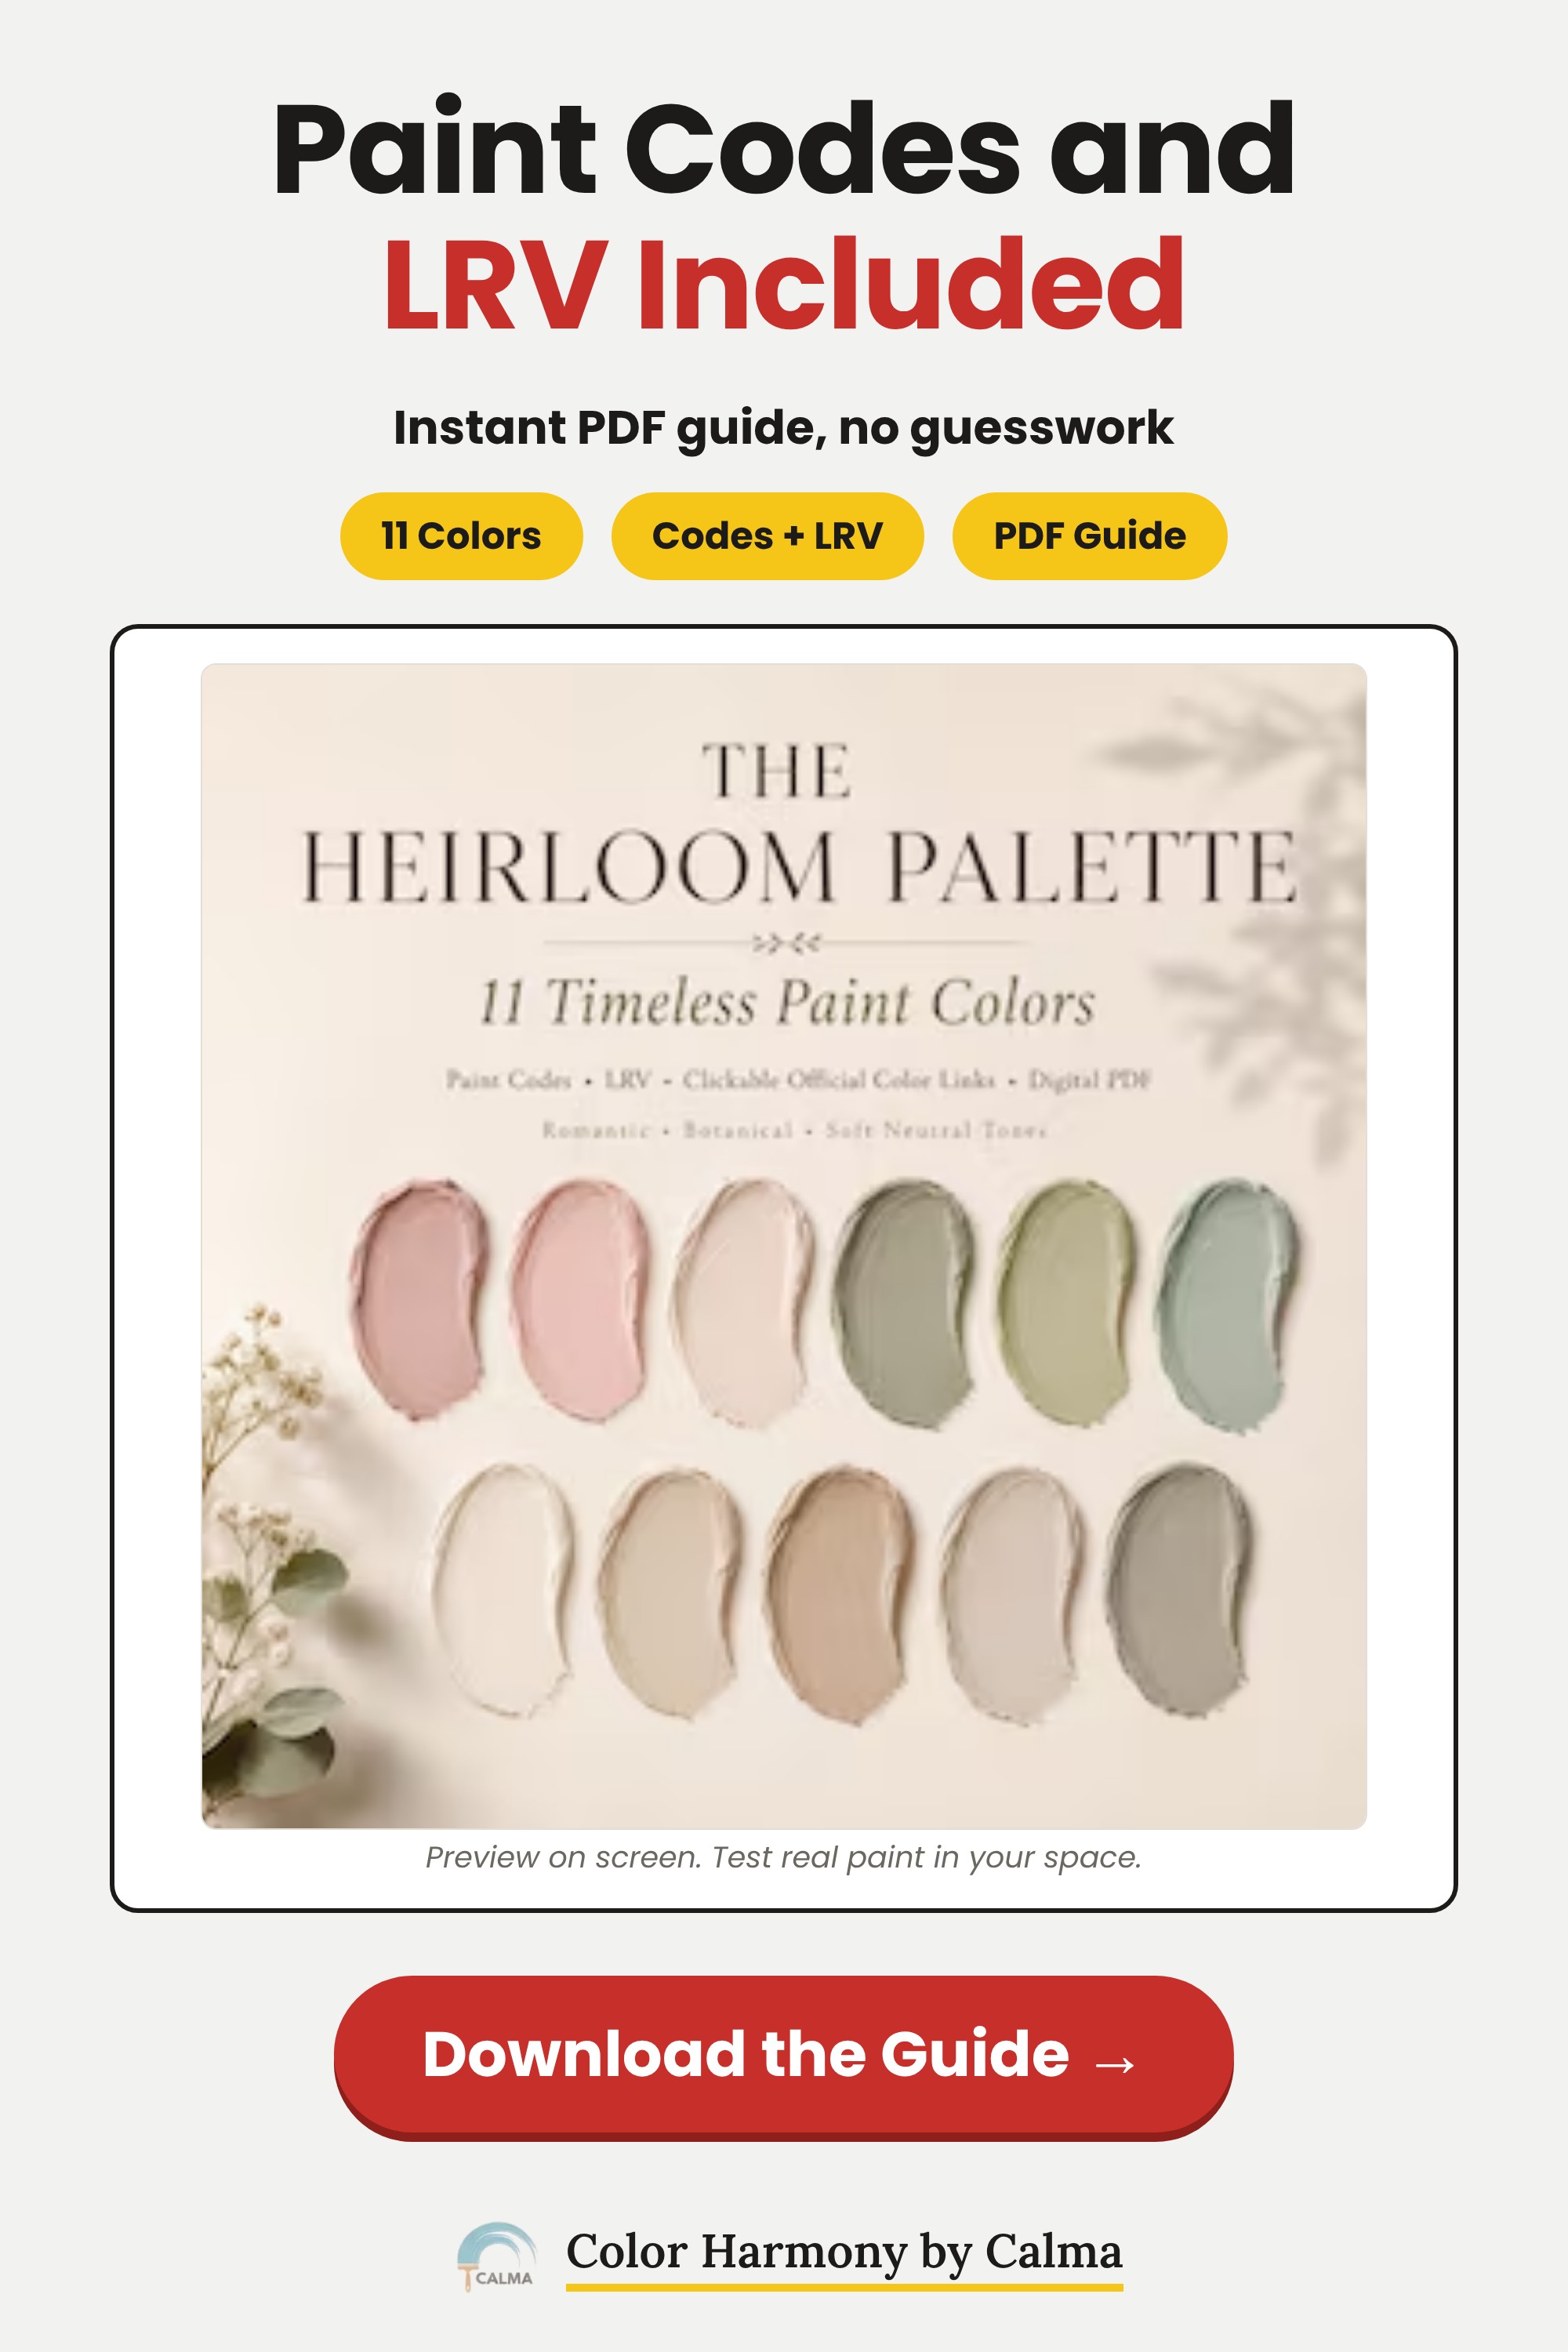 Paint Codes and
LRV Included
Instant PDF guide, no guesswork
11 Colors
Codes + LRV
PDF Guide
THE
HEIRLOOM PALETTE
11 Timeless Paint Colors
Paint Codes • LRV • Clickable Official Color Links • Digital PDF
Romantic • Botanical • Soft Neutral Tones
Preview on screen. Test real paint in your space.
Download the Guide →
CALMA
Color Harmony by Calma